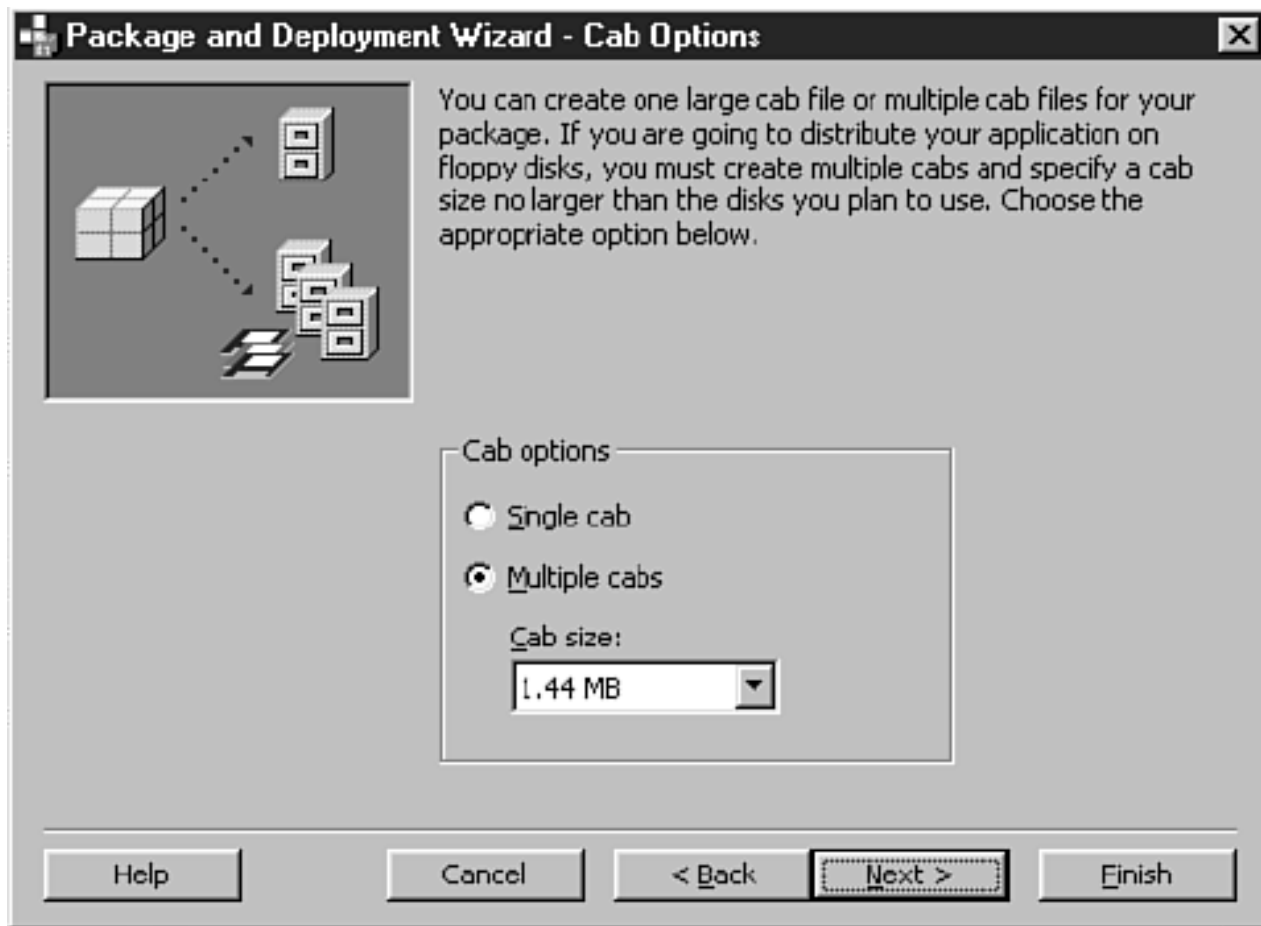 Package and Deployment Wizard - Cab Options
You can create one large cab file or multiple cab files for your
package. If you are going to distribute your application on
floppy disks, you must create multiple cabs and specify a cab
size no larger than the disks you plan to use. Choose the
appropriate option below.
Cab options
Single cab
Multiple cabs
Cab size:
1.44 MB
Help
Cancel
< Back
Next >
Finish